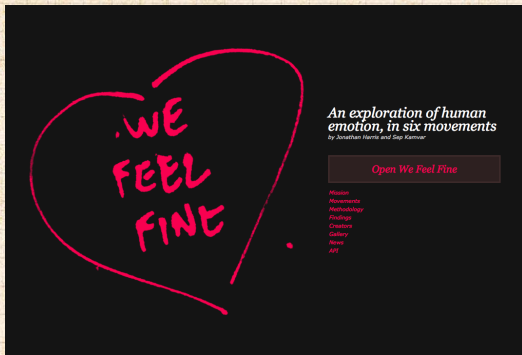 WE
FEEL
FINE
An exploration of human
emotion, in six movements
by Jonathan Harris and Sep Kamvar
Open We Feel Fine
Mission
Movements
Methodology
Findings
Creators
Gallery
News
API